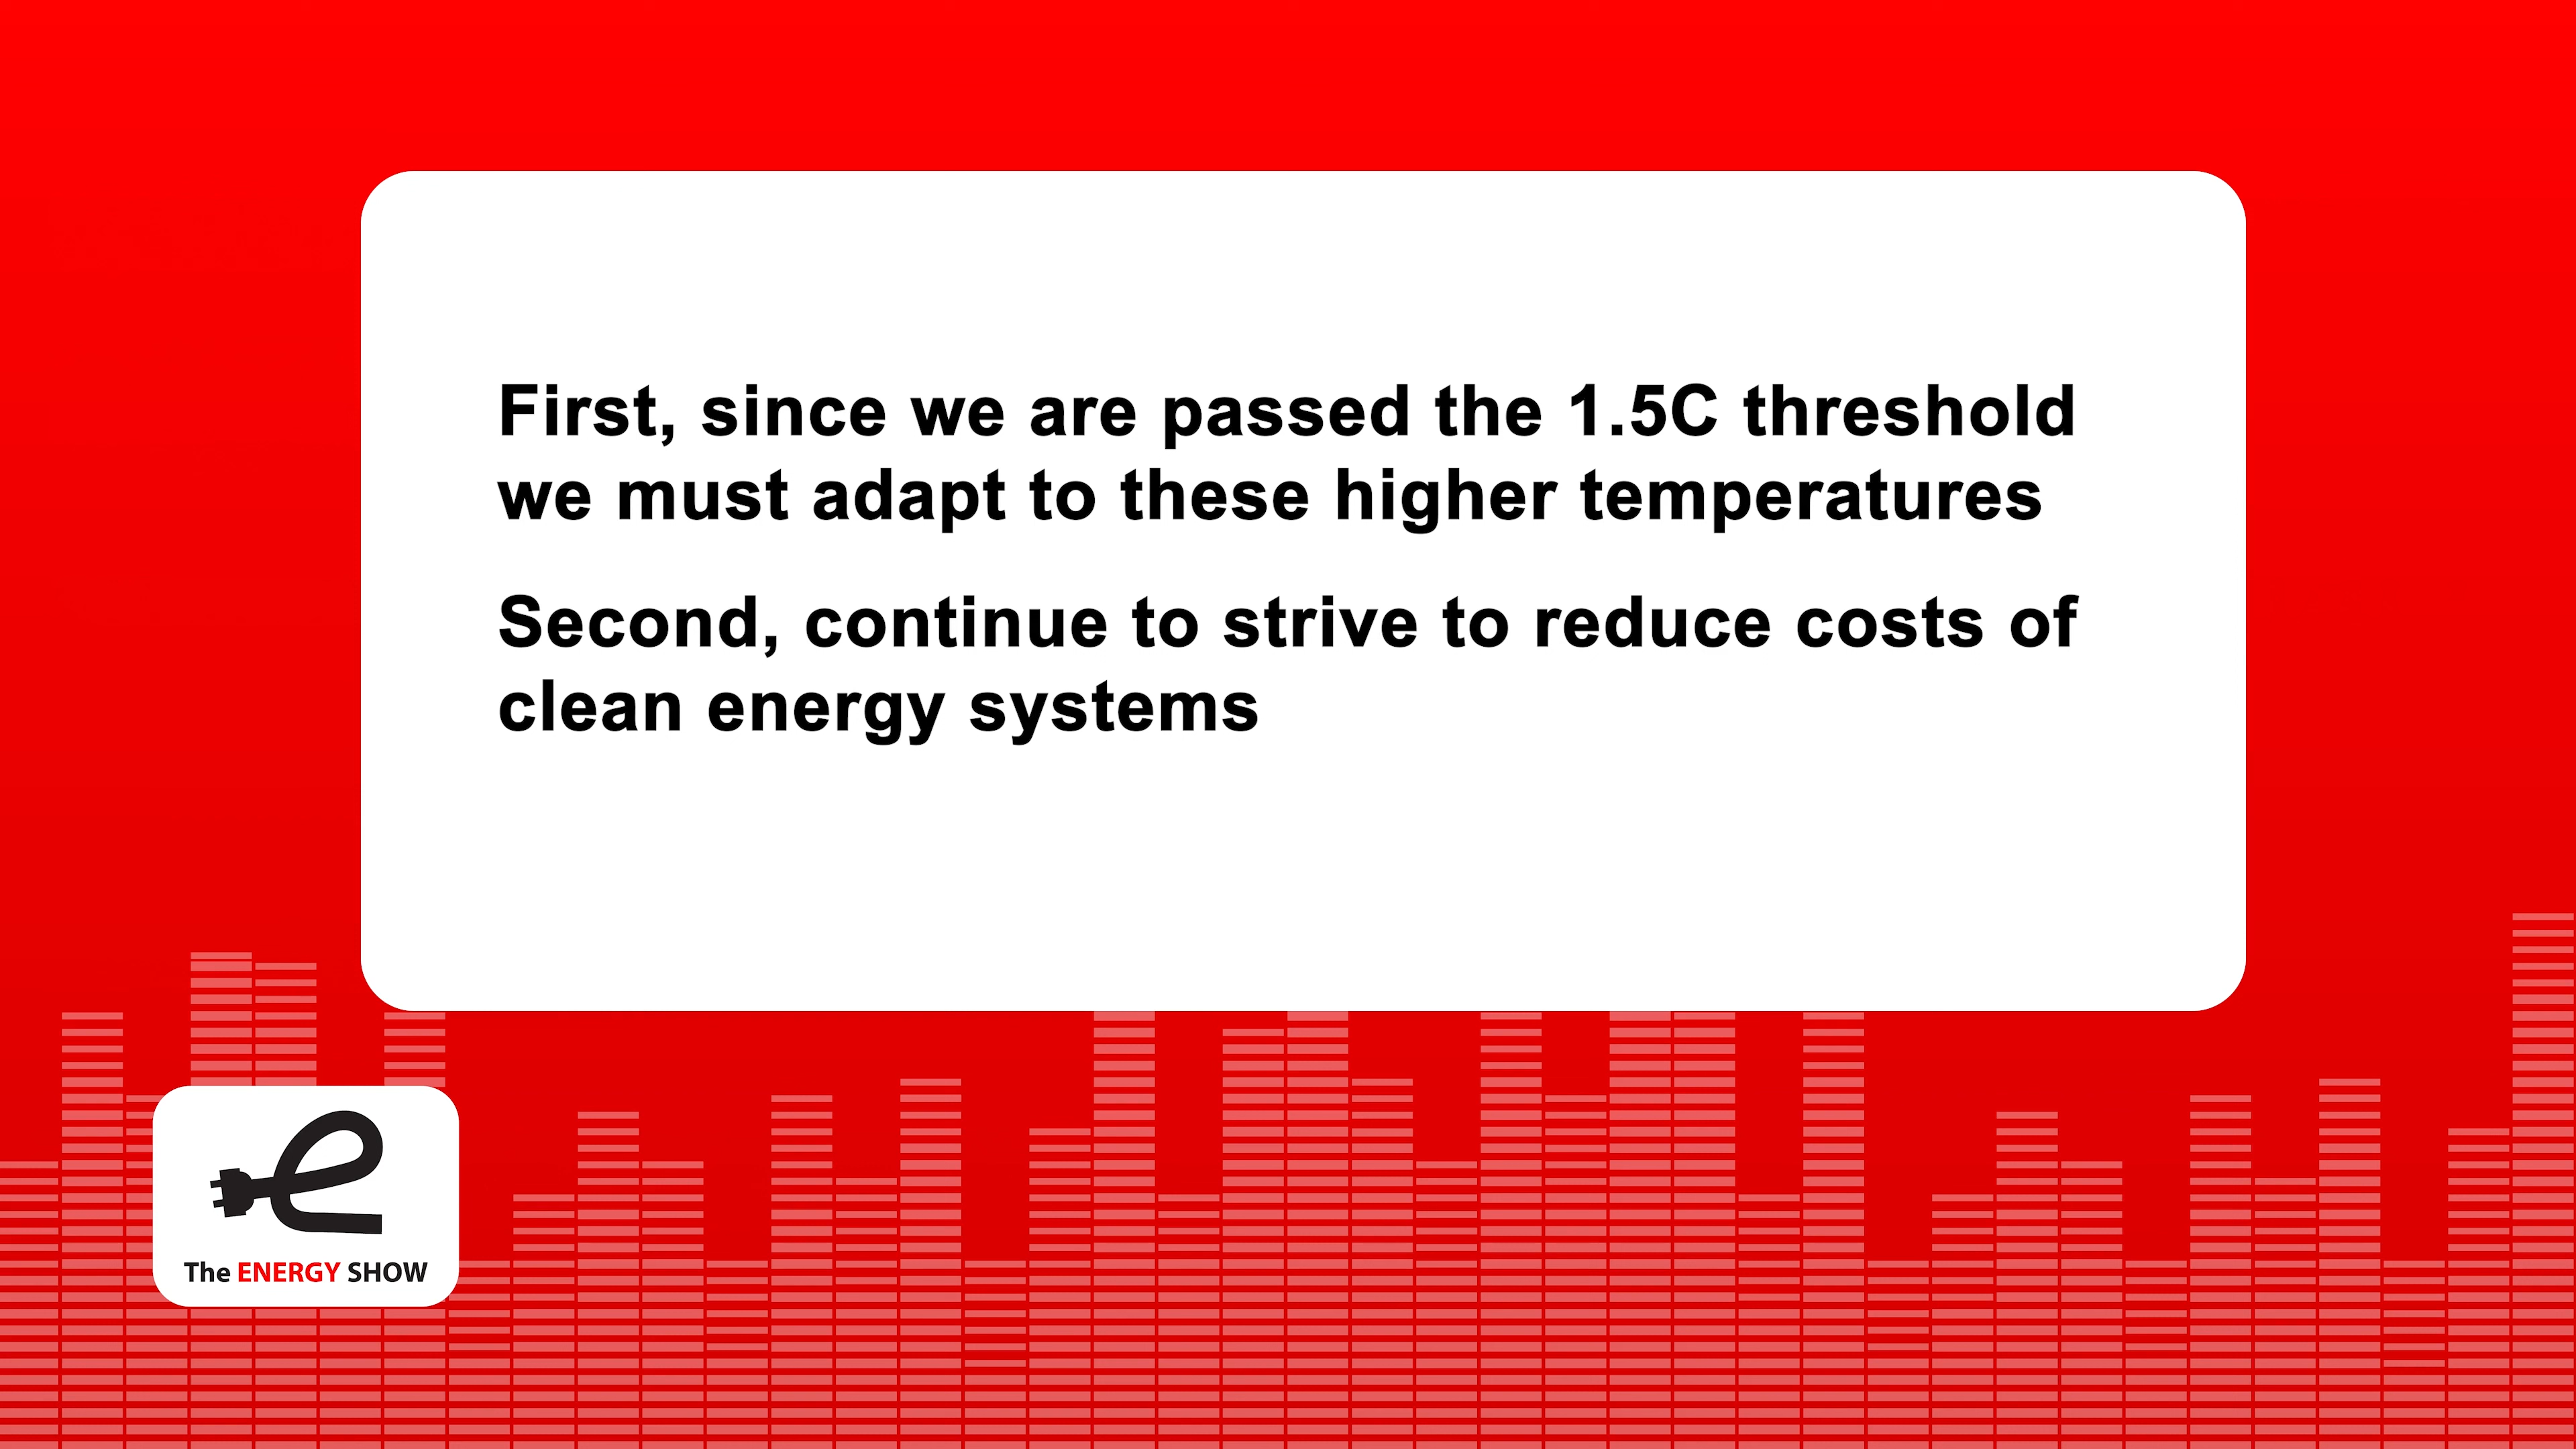 First, since we are passed the 1.5C threshold
we must adapt to these higher temperatures
Second, continue to strive to reduce costs of
clean energy systems
The ENERGY SHOW